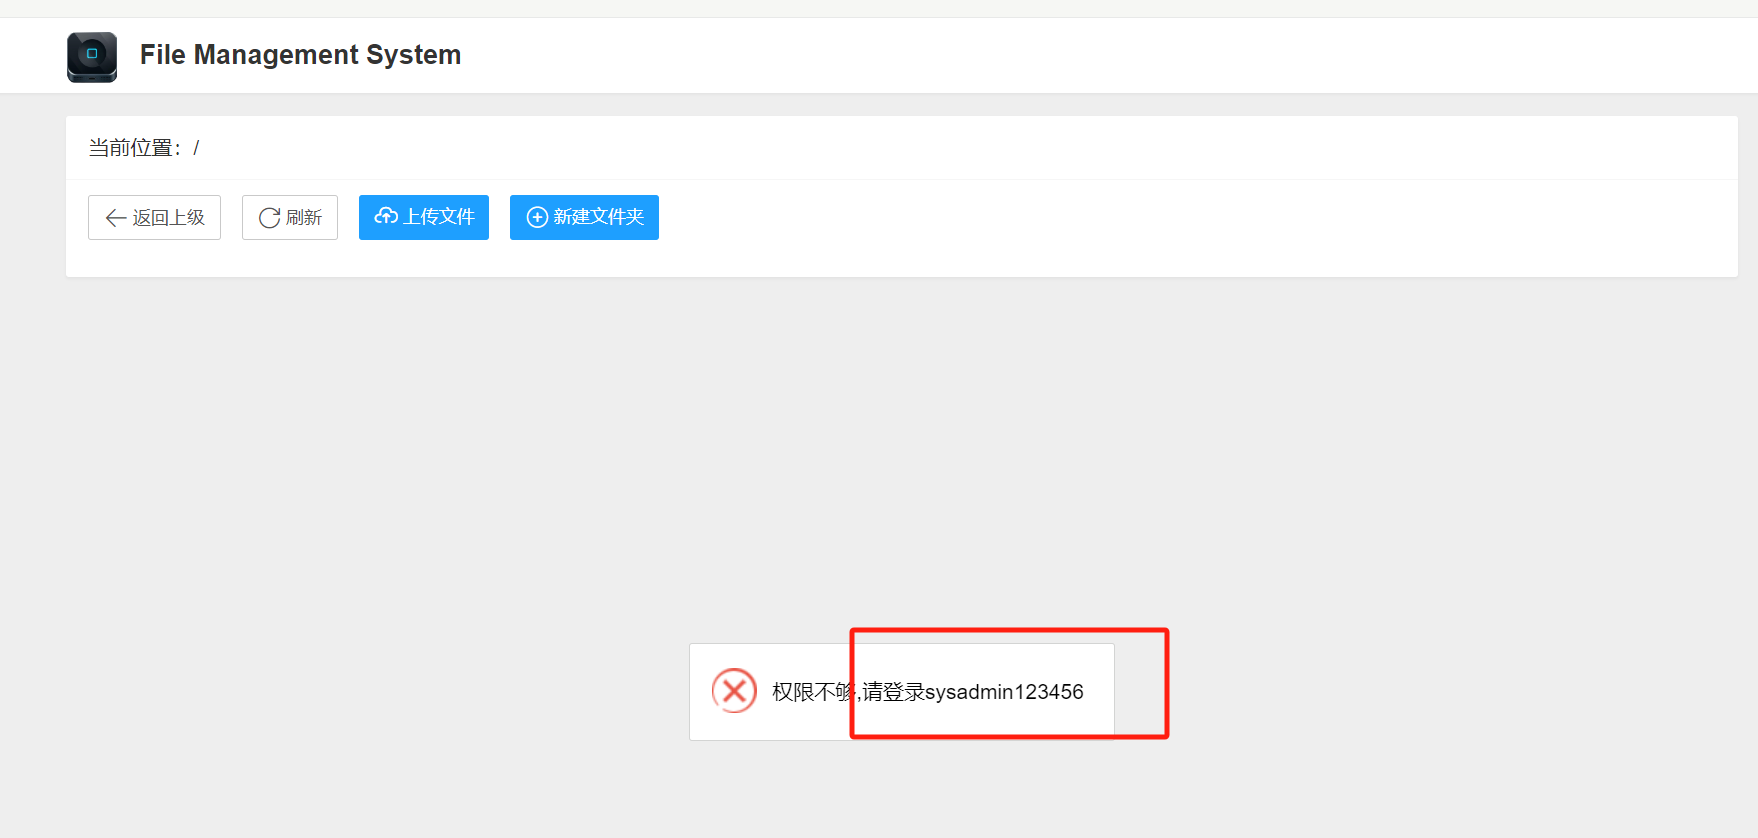 File Management System
当前位置：/
返回上级 刷新 上传文件 新建文件夹
权限不够,请登录sysadmin123456